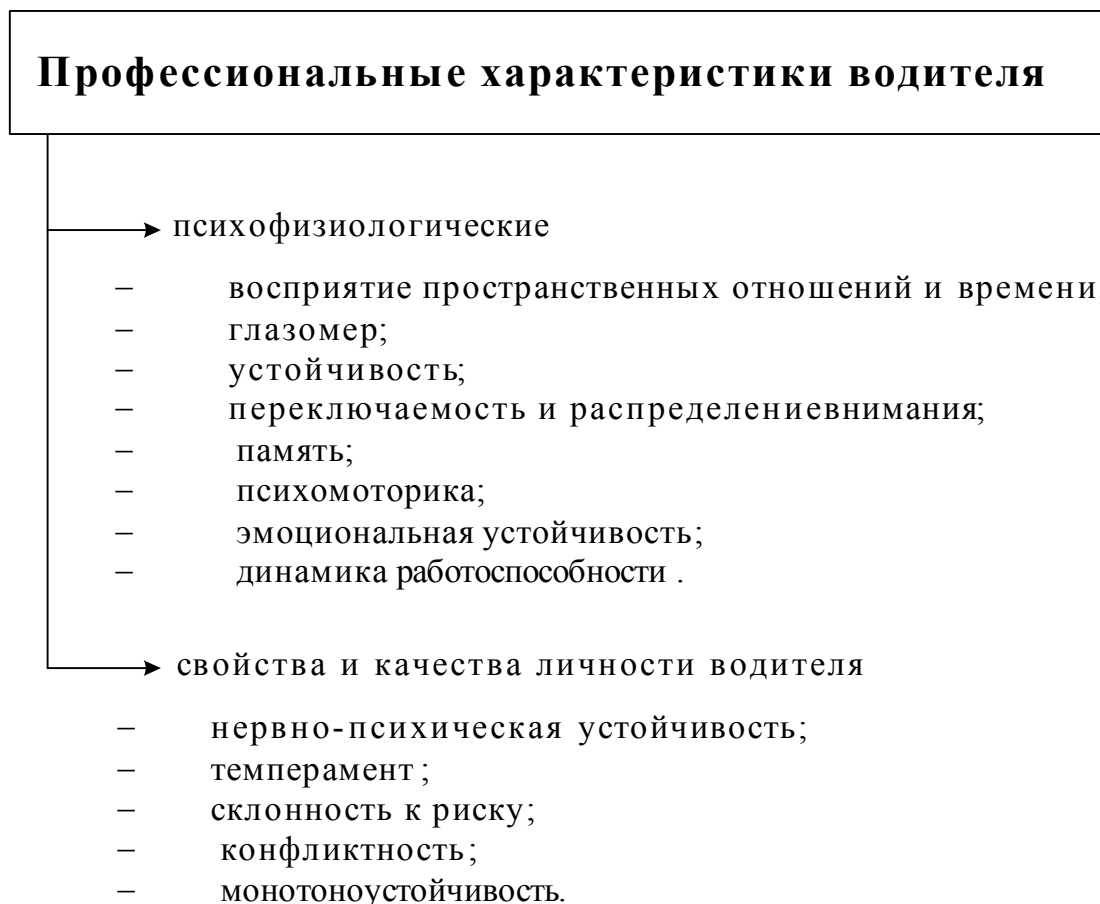 Профессиональные характеристики водителя
психофизиологические
– восприятие пространственных отношений и времени
– глазомер;
– устойчивость;
– переключаемость и распределениевнимания;
– память;
– психомоторика;
– эмоциональная устойчивость;
– динамика работоспособности .
свойства и качества личности водителя
– нервно-психическая устойчивость;
– темперамент ;
– склонность к риску;
– конфликтность;
– монотоноустойчивость.